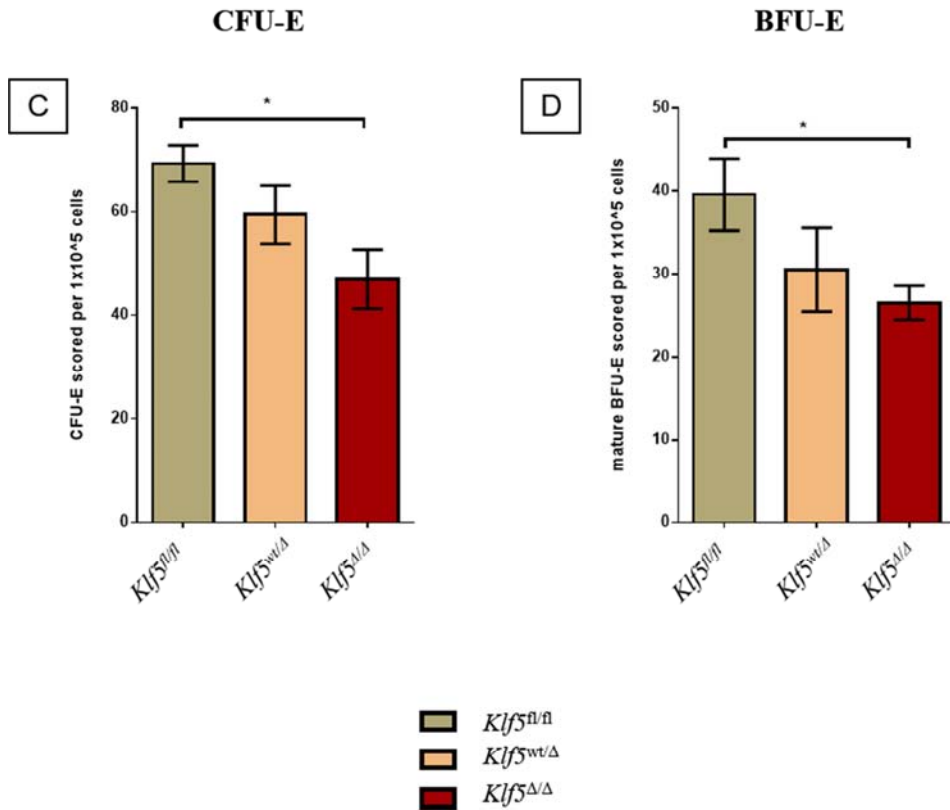 CFU-E
BFU-E
C
*
80
60
40
20
0
CFU-E scored per 1x10^5 cells
Klf5fl/fl
Klf5wt/Δ
Klf5Δ/Δ
D
*
50
40
30
20
10
0
mature BFU-E scored per 1x10^5 cells
Klf5fl/fl
Klf5wt/Δ
Klf5Δ/Δ
Klf5fl/fl
Klf5wt/Δ
Klf5Δ/Δ